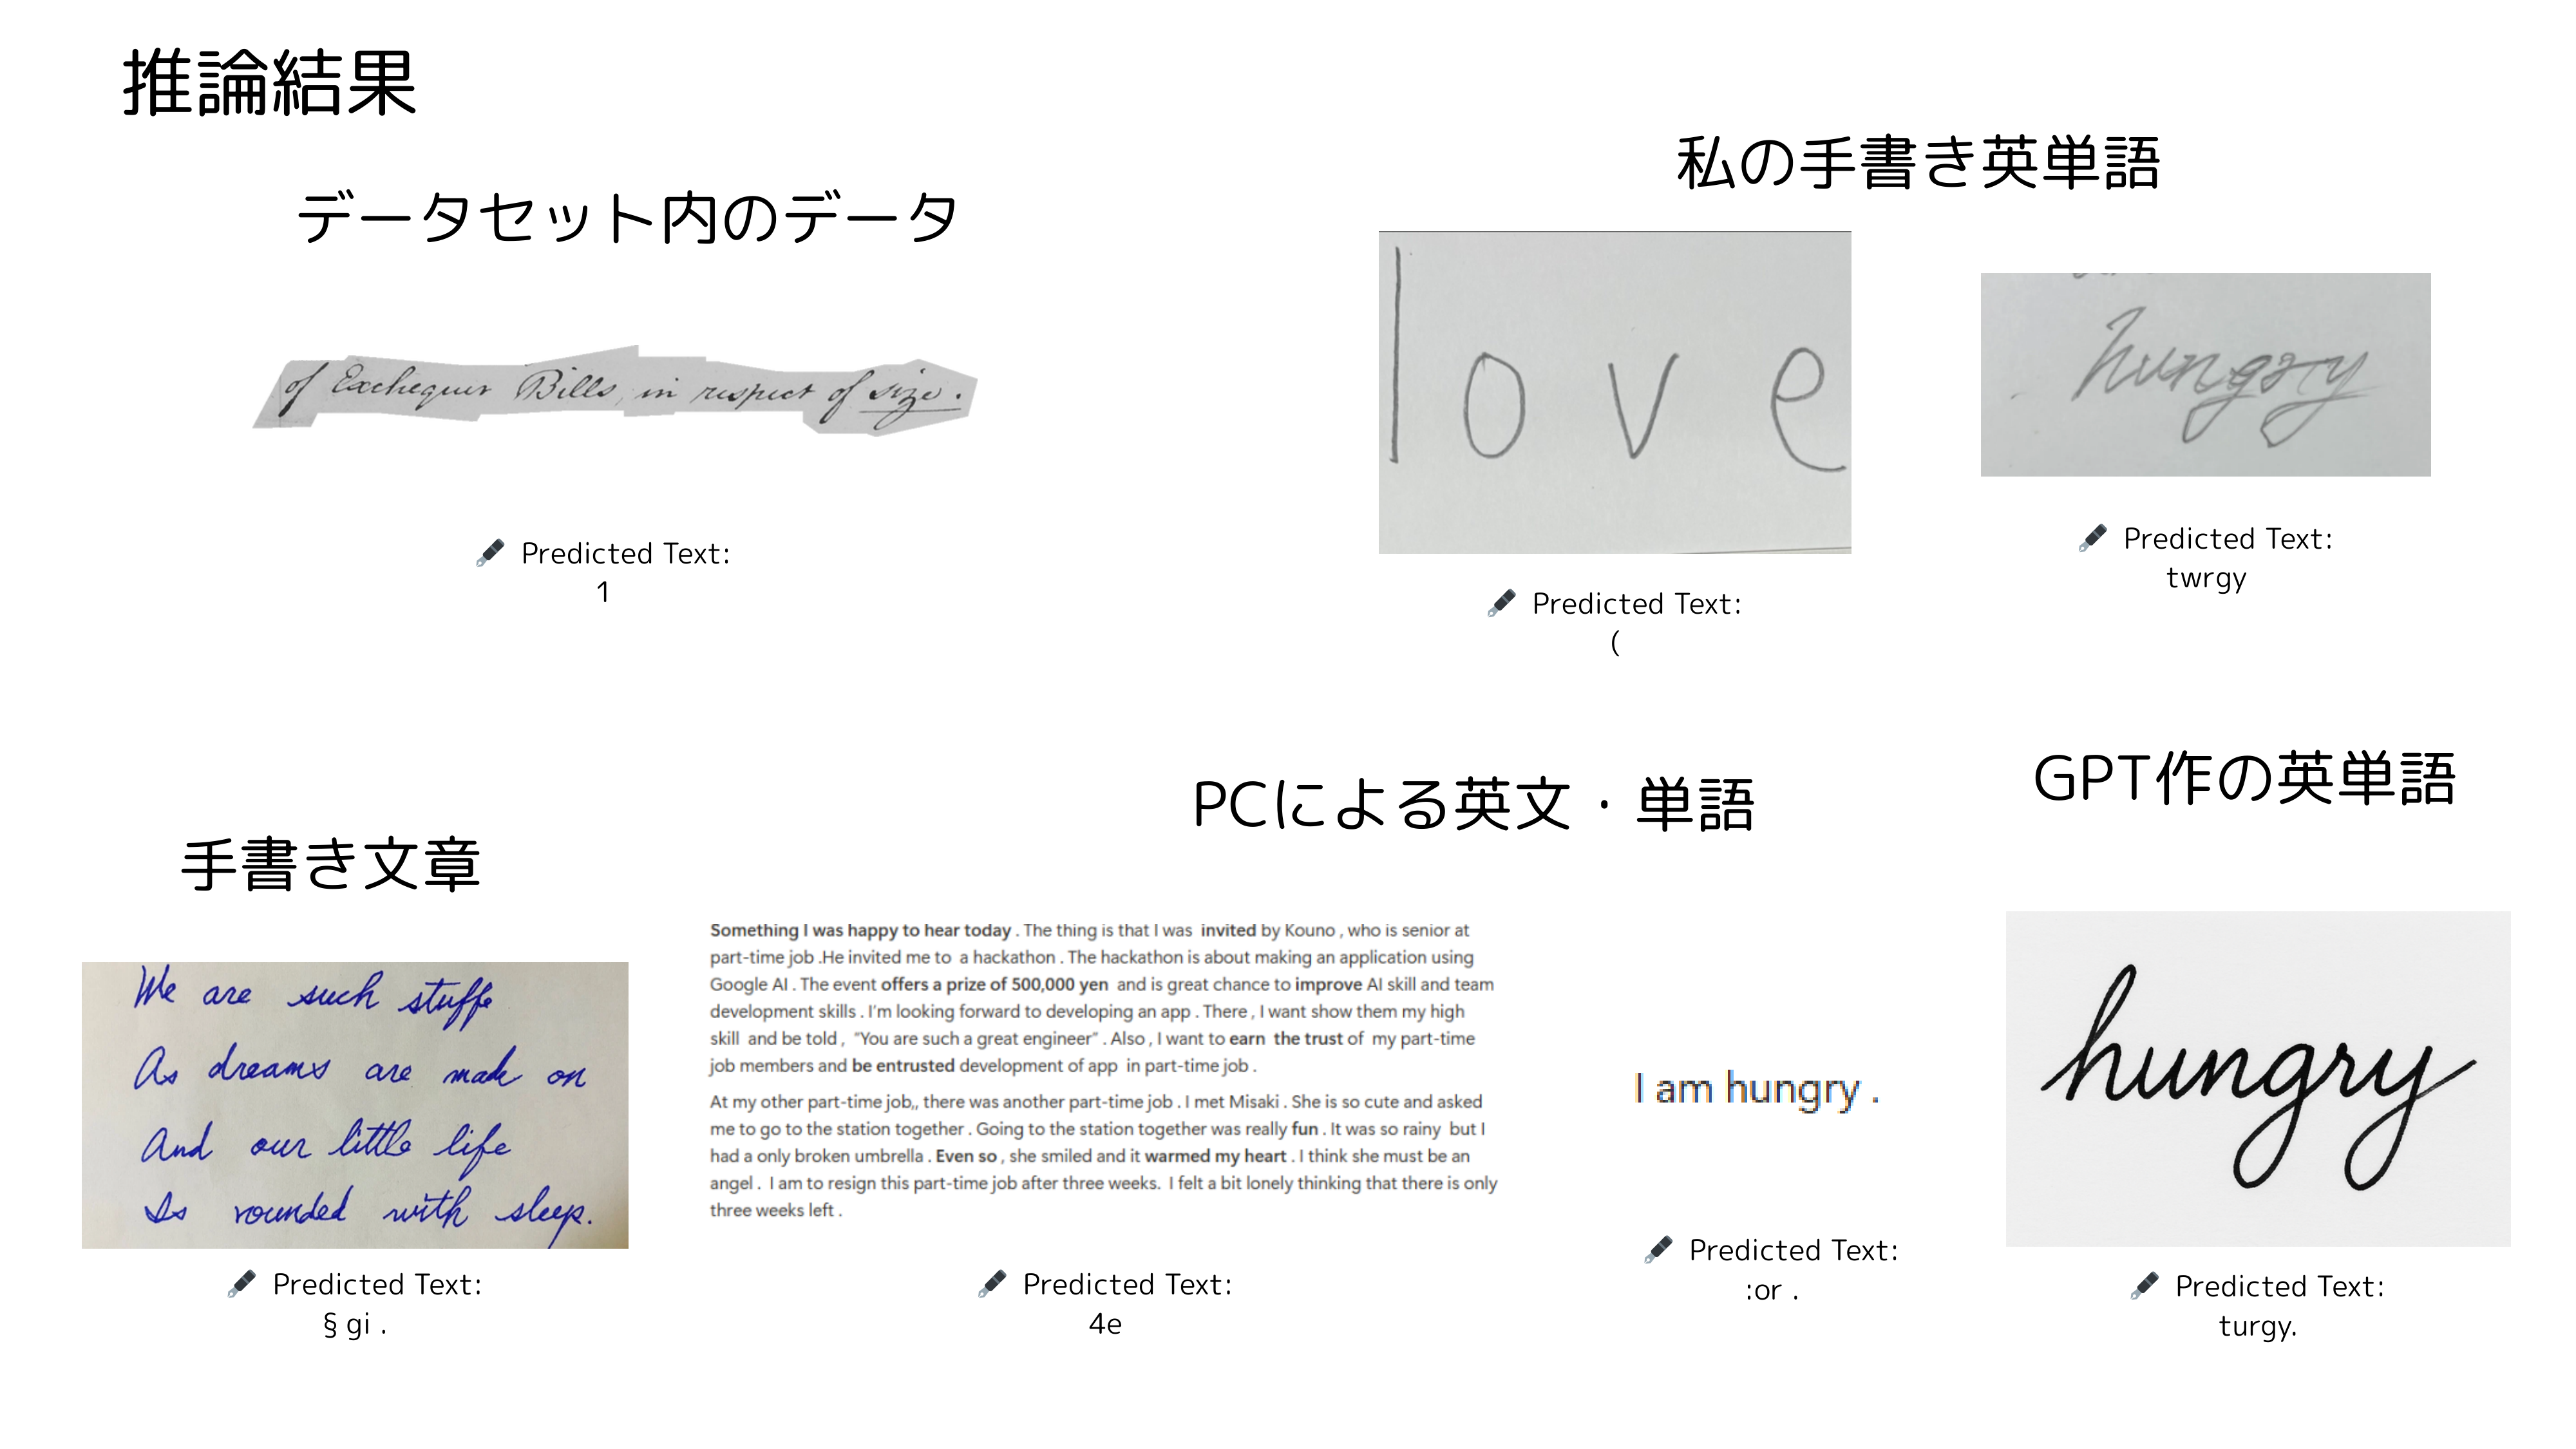 推論結果
データセット内のデータ
of Exchequer Bills, in respect of size.
Predicted Text:
1
私の手書き英単語
love
Predicted Text:
(
hungry
Predicted Text:
twrgy
手書き文章
We are such stuffe
As dreams are made on
And our little life
Is rounded with sleep.
Predicted Text:
§ gi .
PCによる英文・単語
Something I was happy to hear today . The thing is that I was invited by Kouno , who is senior at
part-time job .He invited me to a hackathon . The hackathon is about making an application using
Google AI . The event offers a prize of 500,000 yen and is great chance to improve AI skill and team
development skills . I'm looking forward to developing an app . There , I want show them my high
skill and be told , "You are such a great engineer" . Also , I want to earn the trust of my part-time
job members and be entrusted development of app in part-time job .
At my other part-time job,, there was another part-time job . I met Misaki . She is so cute and asked
me to go to the station together . Going to the station together was really fun . It was so rainy but I
had a only broken umbrella . Even so , she smiled and it warmed my heart . I think she must be an
angel . I am to resign this part-time job after three weeks. I felt a bit lonely thinking that there is only
three weeks left .
Predicted Text:
4e
I am hungry .
Predicted Text:
:or .
GPT作の英単語
hungry
Predicted Text:
turgy.